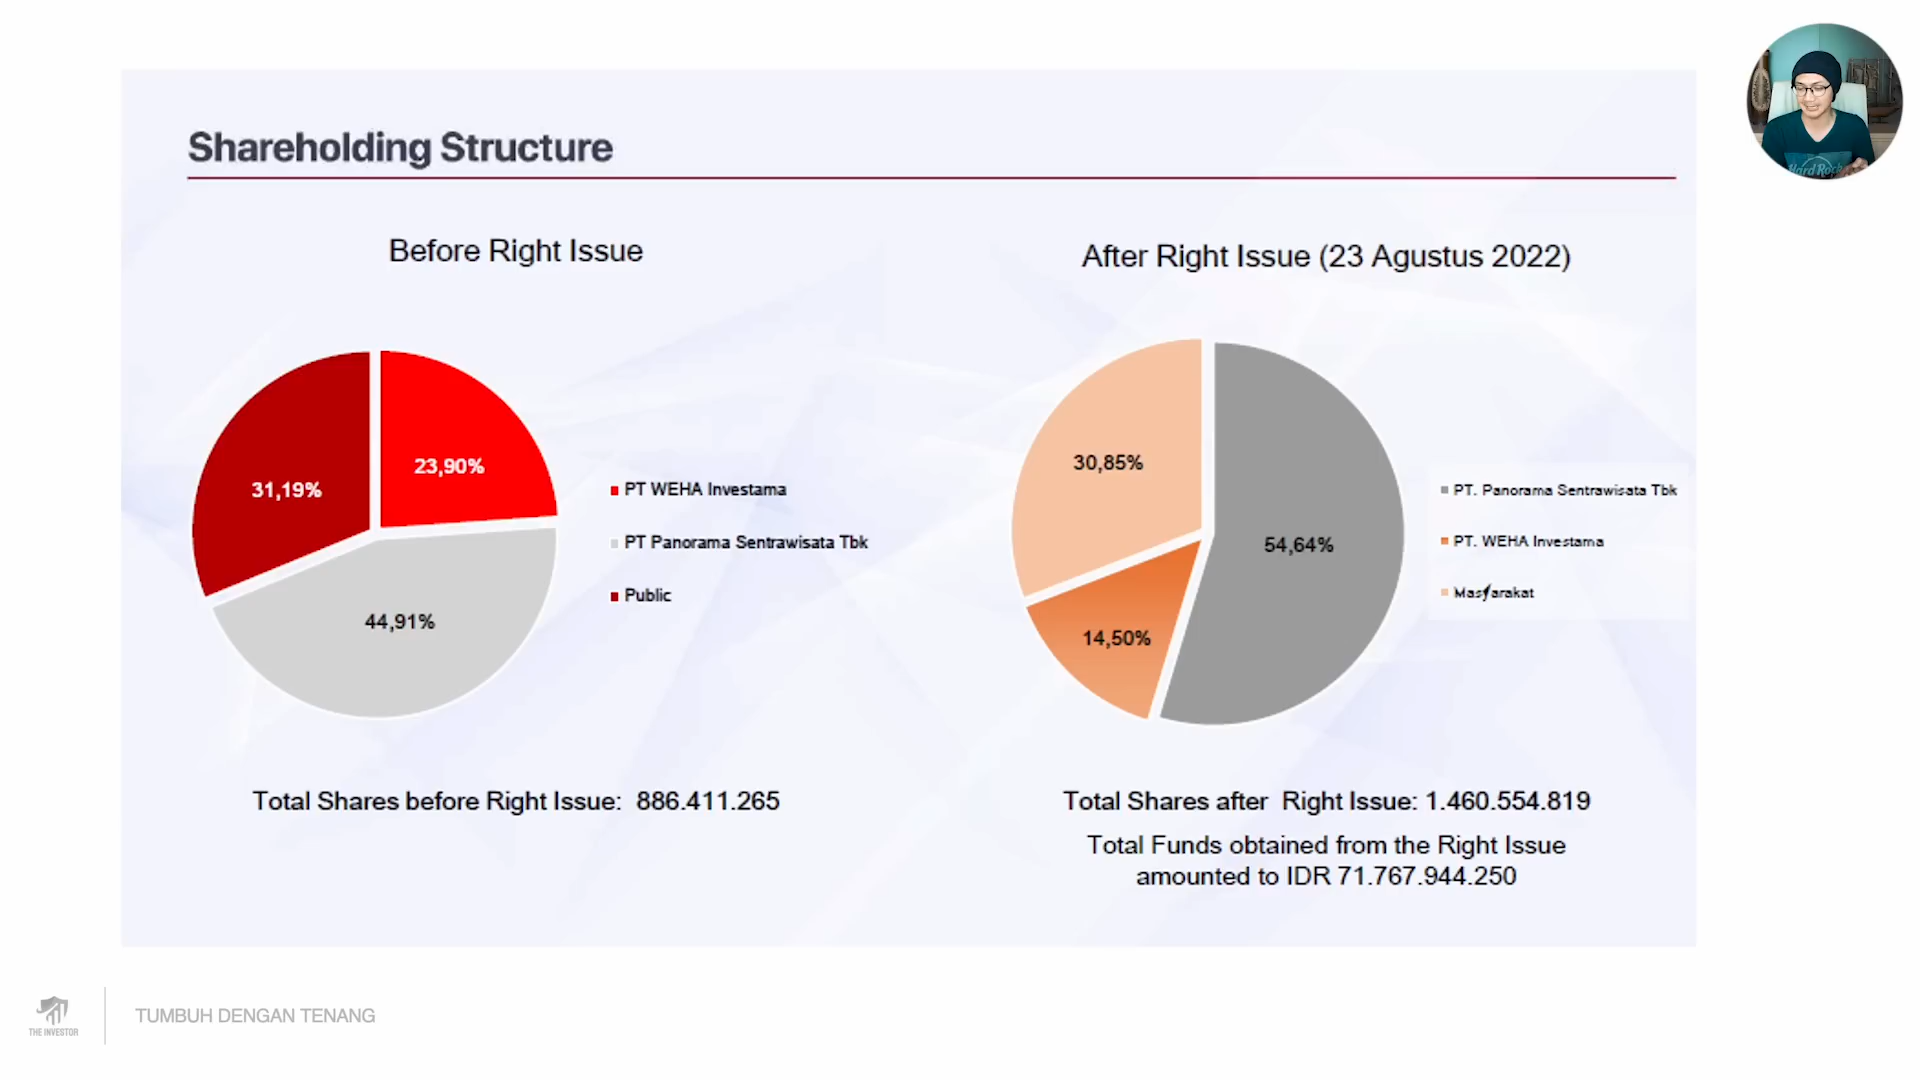 Shareholding Structure
Before Right Issue
31,19%
23,90%
44,91%
PT WEHA Investama
PT Panorama Sentrawisata Tbk
Public
Total Shares before Right Issue: 886.411.265
After Right Issue (23 Agustus 2022)
30,85%
54,64%
14,50%
PT. Panorama Sentrawisata Tbk
PT. WEHA Investama
Masyarakat
Total Shares after Right Issue: 1.460.554.819
Total Funds obtained from the Right Issue
amounted to IDR 71.767.944.250
Hard Rock
THE INVESTOR
TUMBUH DENGAN TENANG